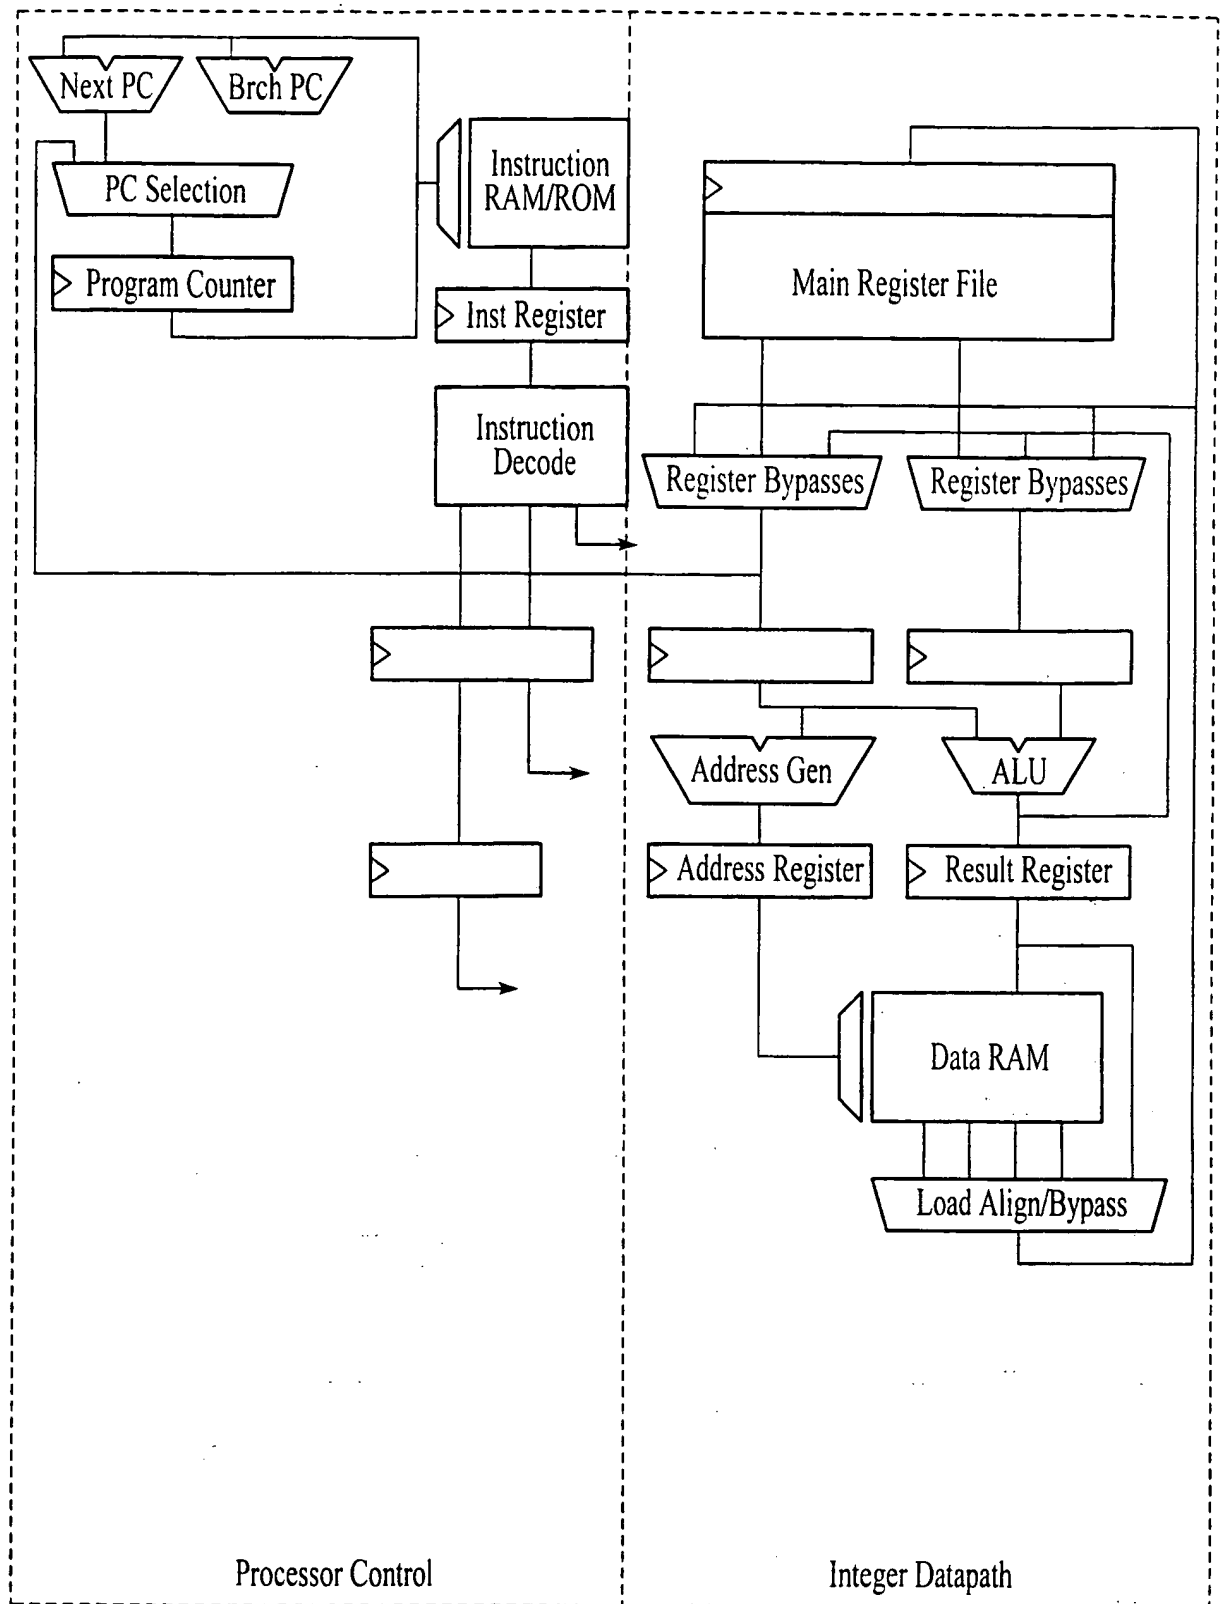 Next PC
Brch PC
PC Selection
Program Counter
Instruction
RAM/ROM
Inst Register
Instruction
Decode
Main Register File
Register Bypasses
Register Bypasses
Address Gen
ALU
Address Register
Result Register
Data RAM
Load Align/Bypass
Processor Control
Integer Datapath